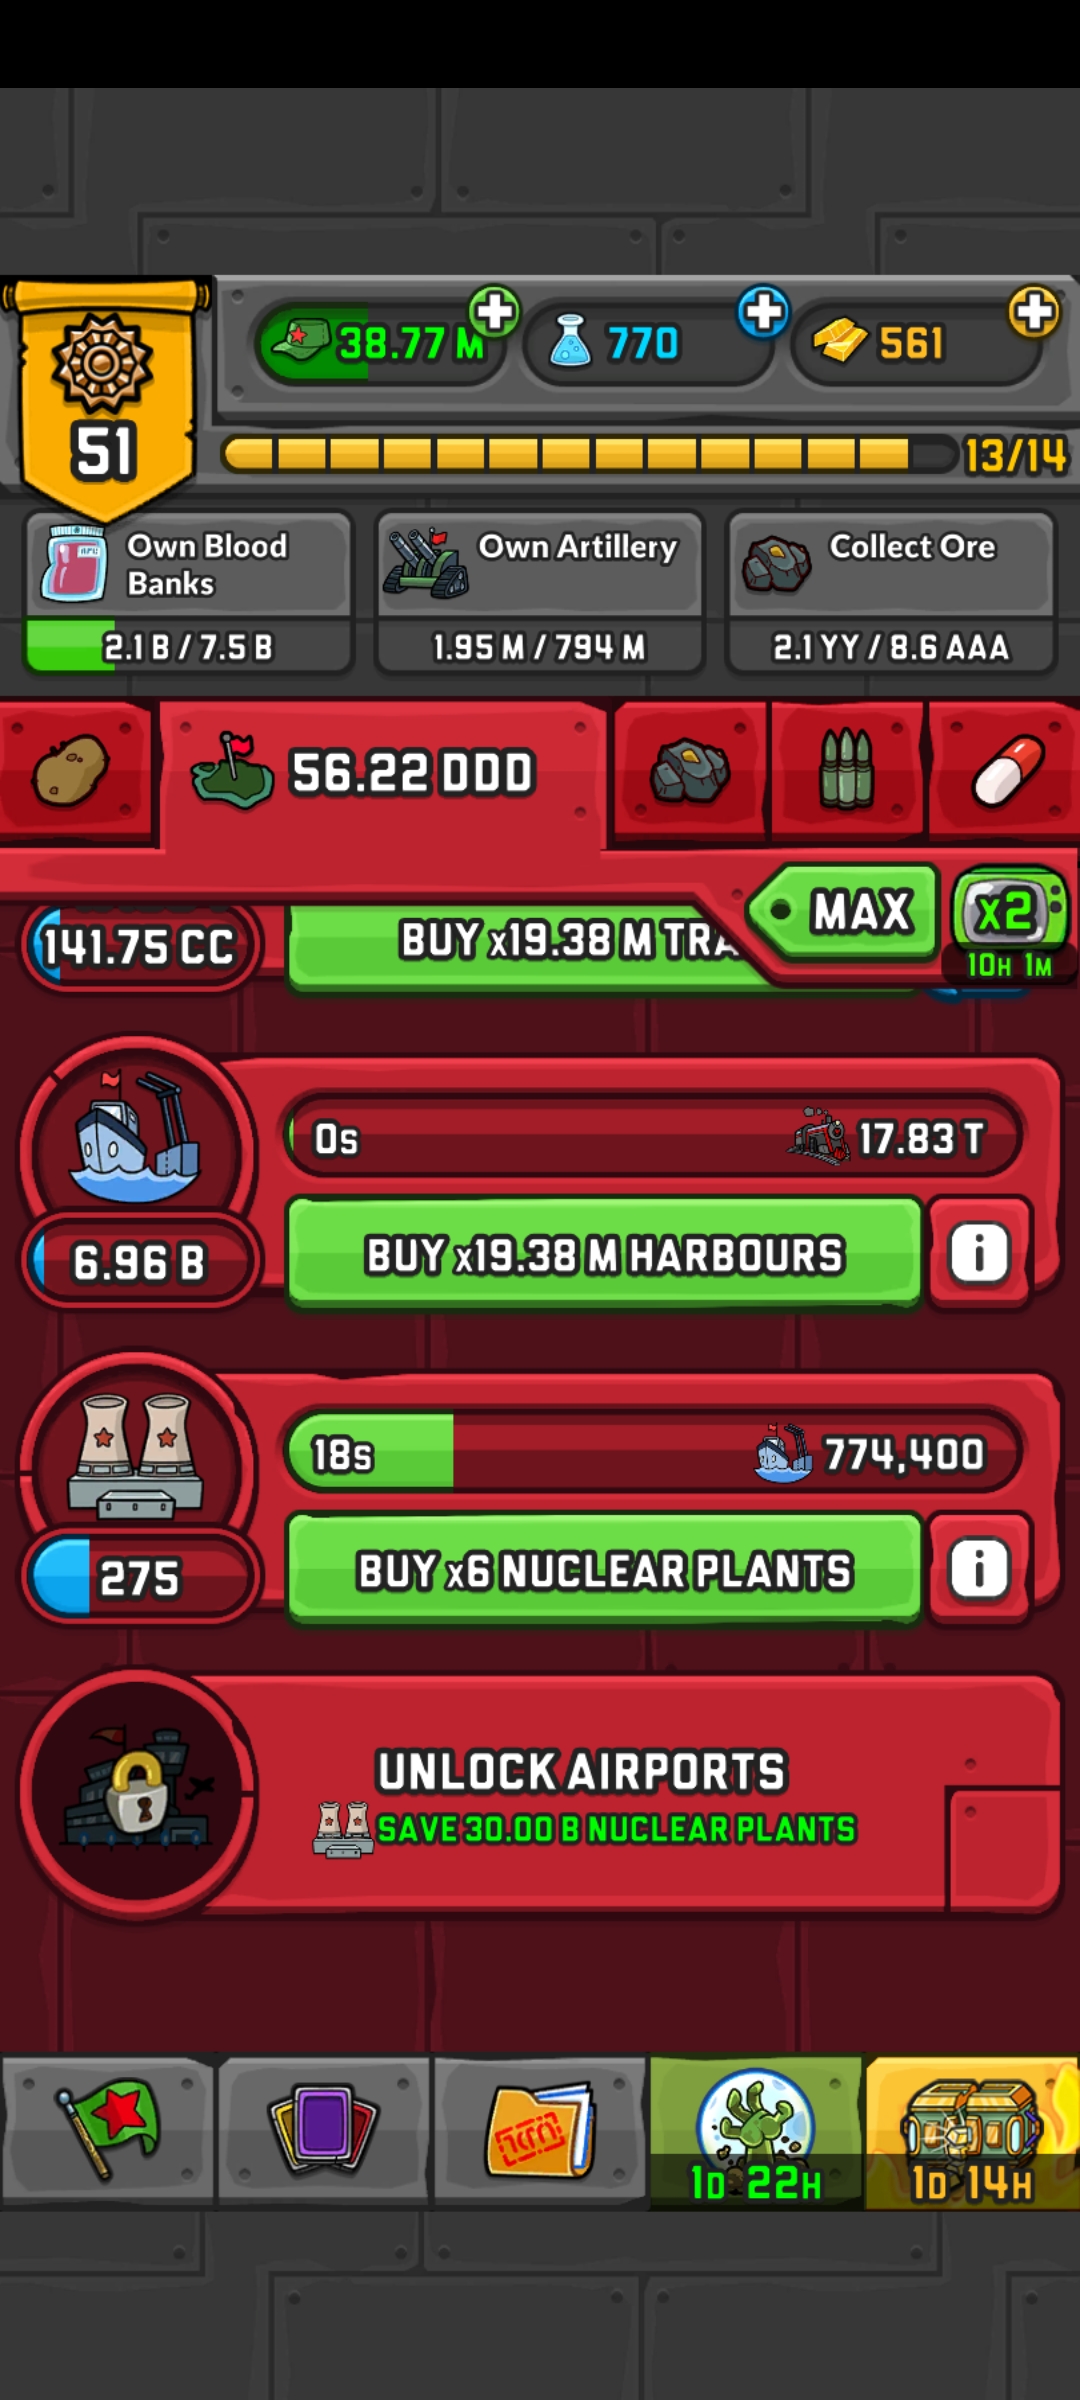 38.77 M
770
561
51
13/14
Own Blood
Banks
2.1 B / 7.5 B
Own Artillery
1.95 M / 794 M
Collect Ore
2.1 YY / 8.6 AAA
56.22 DDD
MAX
x2
10H 1M
141.75 CC
BUY x19.38 M TRA
0s
17.83 T
6.96 B
BUY x19.38 M HARBOURS
i
18s
774,400
275
BUY x6 NUCLEAR PLANTS
i
UNLOCK AIRPORTS
SAVE 30.00 B NUCLEAR PLANTS
1D 22H
1D 14H